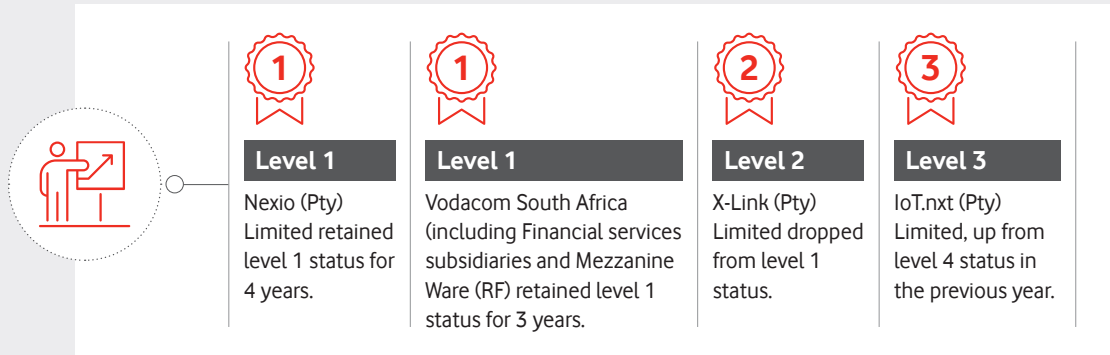 1
Level 1
Nexio (Pty)
Limited retained
level 1 status for
4 years.
1
Level 1
Vodacom South Africa
(including Financial services
subsidiaries and Mezzanine
Ware (RF) retained level 1
status for 3 years.
2
Level 2
X-Link (Pty)
Limited dropped
from level 1
status.
3
Level 3
IoT.nxt (Pty)
Limited, up from
level 4 status in
the previous year.